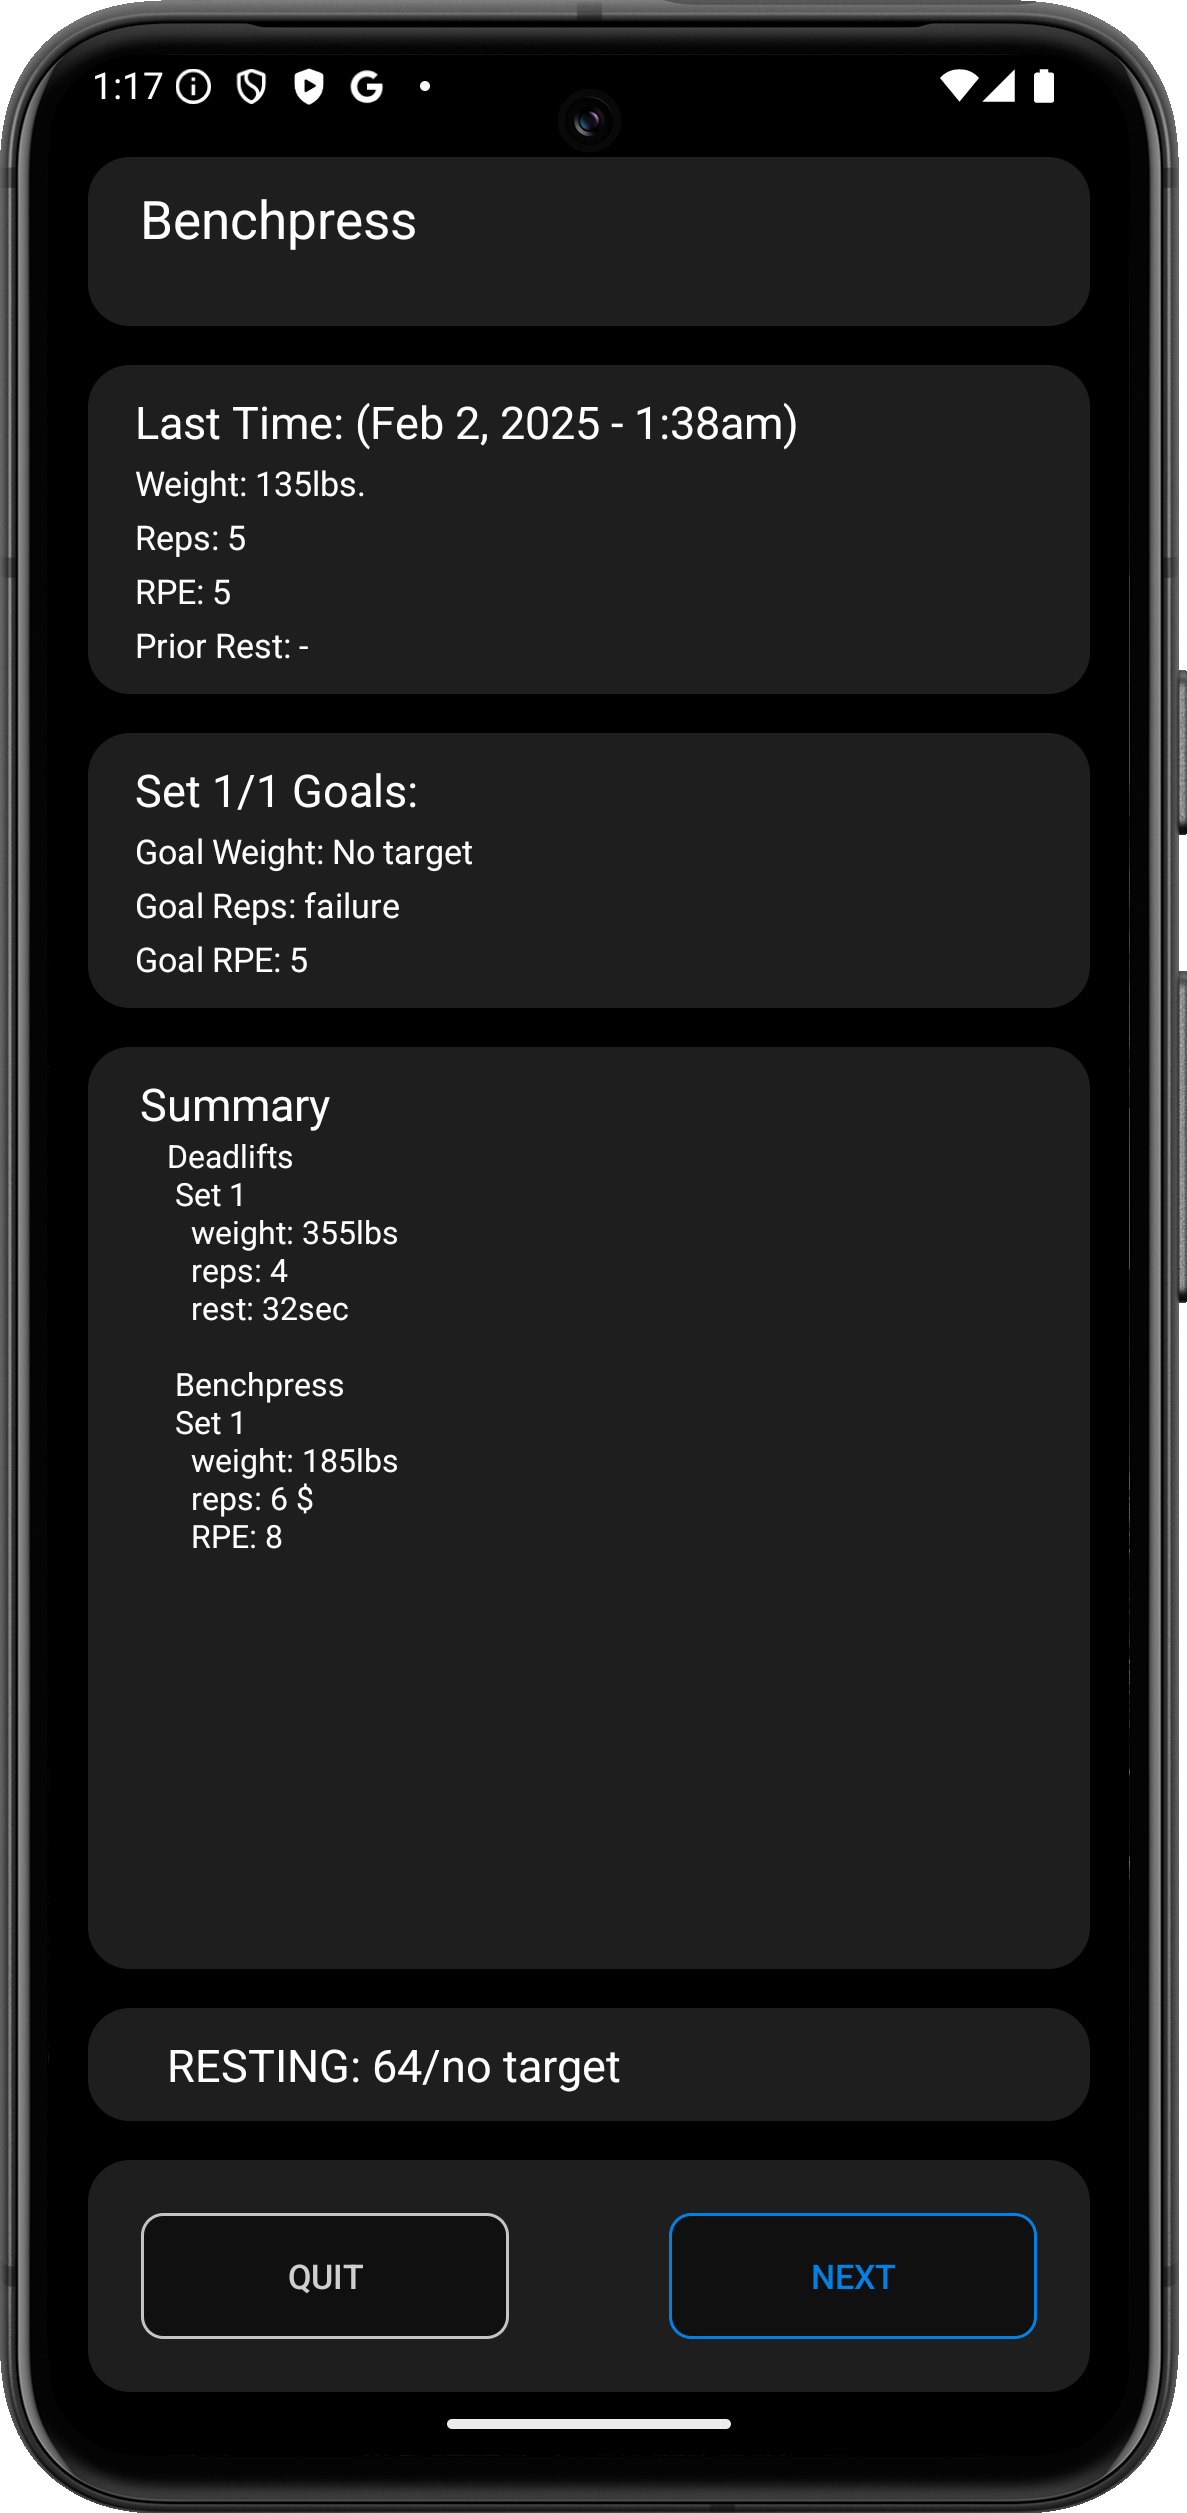 1:17
Benchpress
Last Time: (Feb 2, 2025 - 1:38am)
Weight: 135lbs.
Reps: 5
RPE: 5
Prior Rest: -
Set 1/1 Goals:
Goal Weight: No target
Goal Reps: failure
Goal RPE: 5
Summary
Deadlifts
Set 1
weight: 355lbs
reps: 4
rest: 32sec
Benchpress
Set 1
weight: 185lbs
reps: 6 $
RPE: 8
RESTING: 64/no target
QUIT
NEXT